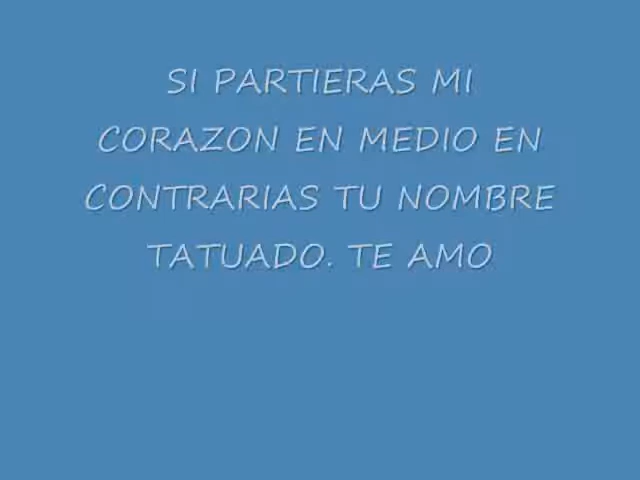 SI PARTIERAS MI
CORAZON EN MEDIO EN
CONTRARIAS TU NOMBRE
TATUADO. TE AMO